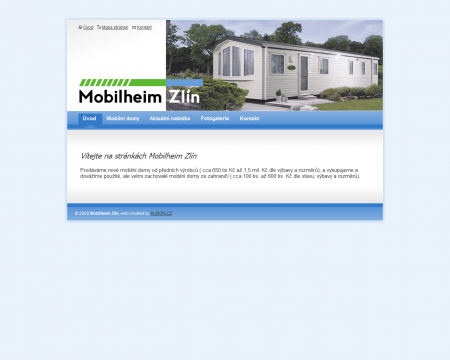 Úvod Mapa stránek Kontakt
Mobilheim Zlín
Úvod Mobilní domy Aktuální nabídka Fotogalerie Kontakt
Vítejte na stránkách Mobilheim Zlín
Prodáváme nové mobilní domy od předních výrobců ( cca 650 tis Kč až 1,5 mil. Kč dle výbavy a rozměrů), a vykupujeme a
dovážíme použité, ale velmi zachovalé mobilní domy ze zahraničí ( cca 100 tis. až 600 tis. Kč dle stavu, výbavy a rozměrů).
© 2009 Mobilheim Zlín, web created by